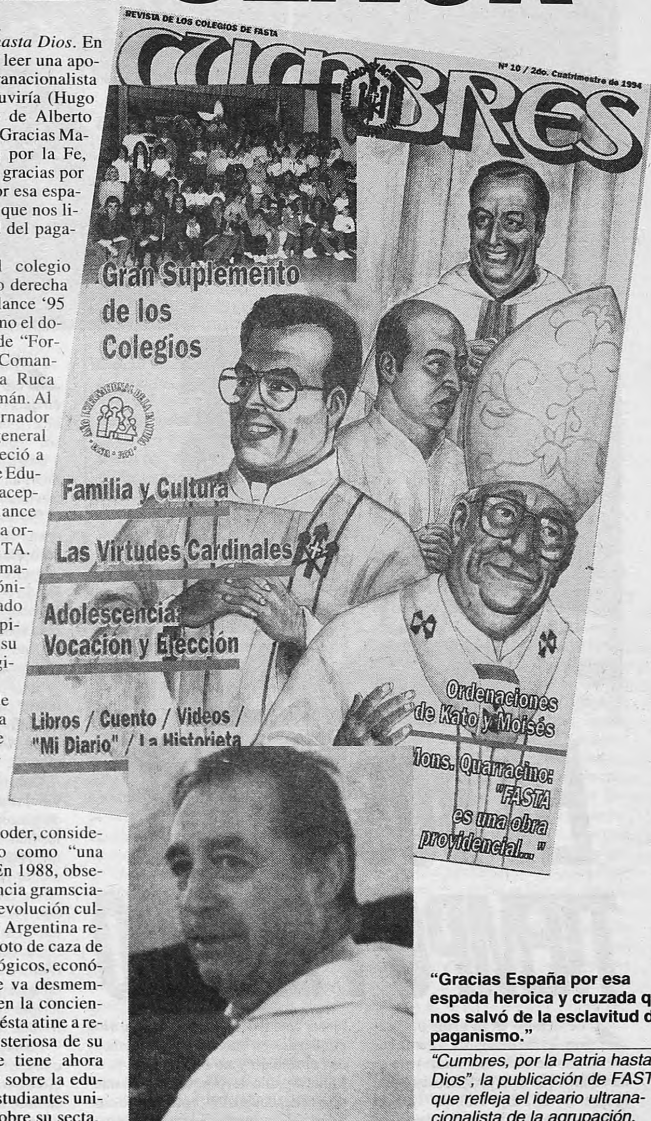 SEÑOR
asta Dios. En
leer una apo-
ranacionalista
uviría (Hugo
de Alberto
Gracias Ma-
por la Fe,
gracias por
or esa espa-
que nos li-
del paga-
colegio
o derecha
lance ‘95
no el do-
de “For-
Coman-
a Ruca
mán. Al
ernador
general
eció a
e Edu-
acep-
ance
a or-
TA.
ma-
óni-
ado
pi-
su
gi-
e
a
e
oder, conside-
o como “una
En 1988, obse-
ncia gramscia-
evolución cul-
Argentina re-
oto de caza de
ógicos, econó-
e va desmem-
en la concien-
ésta atine a re-
steriosa de su
e tiene ahora
sobre la edu-
studiantes uni-
obre su secta.
REVISTA DE LOS COLEGIOS DE FASTA
Nº 10 / 2do. Cuatrimestre de 1994
CUMBRES
Gran Suplemento
de los
Colegios
Familia y Cultura
Las Virtudes Cardinales
Adolescencia:
Vocación y Elección
Libros / Cuento / Videos /
"Mi Diario" / La Historieta
Ordenaciones
de Kato y Moisés
Mons. Quarracino:
"FASTA
es una obra
providencial..."
“Gracias España por esa
espada heroica y cruzada q
nos salvó de la esclavitud d
paganismo.”
“Cumbres, por la Patria hasta
Dios”, la publicación de FAST
que refleja el ideario ultrana-
cionalista de la agrupación.